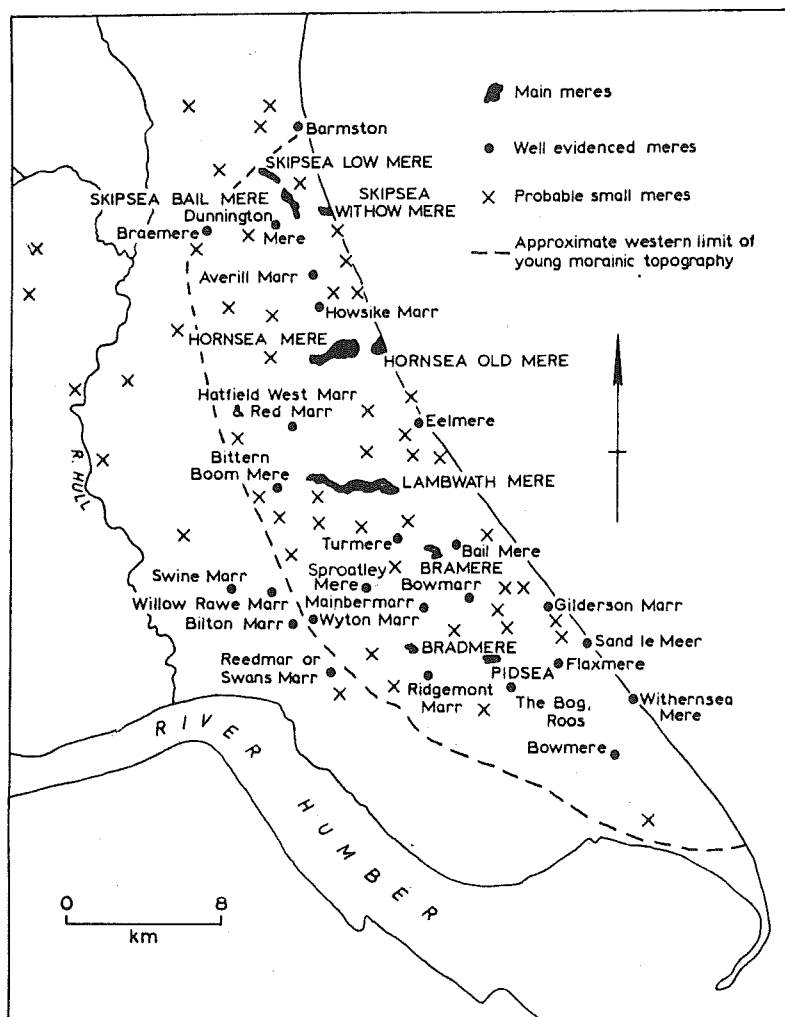 Main meres
Well evidenced meres
Probable small meres
Approximate western limit of
young morainic topography
Barmston
SKIPSEA LOW MERE
SKIPSEA BAIL MERE
SKIPSEA
WITHOW MERE
Dunnington
Mere
Braemere
Averill Marr
Howsike Marr
HORNSEA MERE
HORNSEA OLD MERE
Hatfield West Marr
& Red Marr
Eelmere
Bittern
Boom Mere
LAMBWATH MERE
R. HULL
Turmere
Bail Mere
BRAMERE
Swine Marr
Sproatley
Mere
Bowmarr
Willow Rawe Marr
Mainbermarr
Gilderson Marr
Bilton Marr
Wyton Marr
Sand le Meer
BRADMERE
PIDSEA
Flaxmere
Reedmar or
Swans Marr
Ridgemont
Marr
The Bog,
Roos
Withernsea
Mere
Bowmere
RIVER HUMBER
0 8
km